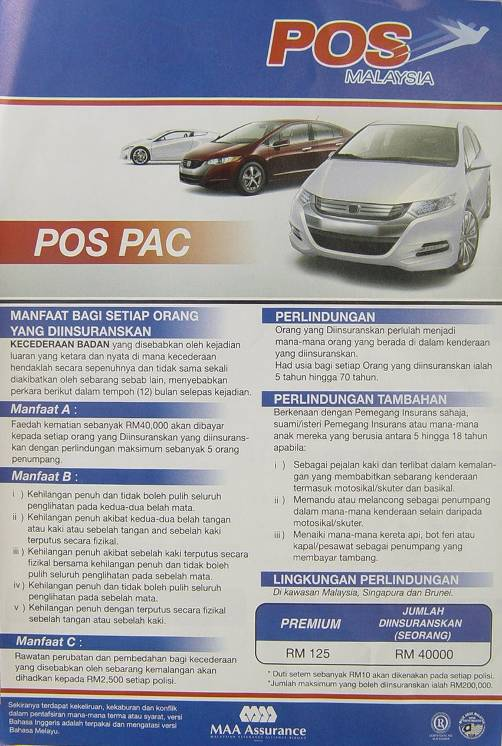 POS
MALAYSIA
POS PAC
MANFAAT BAGI SETIAP ORANG
YANG DIINSURANSKAN
KECEDERAAN BADAN yang disebabkan oleh kejadian
luaran yang ketara dan nyata di mana kecederaan
hendaklah secara sepenuhnya dan tidak sama sekali
diakibatkan oleh sebarang sebab lain, menyebabkan
perkara berikut dalam tempoh (12) bulan selepas kejadian.
Manfaat A :
Faedah kematian sebanyak RM40,000 akan dibayar
kepada setiap orang yang Diinsuranskan yang diinsurans-
kan dengan perlindungan maksimum sebanyak 5 orang
penumpang.
Manfaat B :
i ) Kehilangan penuh dan tidak boleh pulih seluruh
penglihatan pada kedua-dua belah mata.
ii ) Kehilangan penuh akibat kedua-dua belah tangan
atau kaki atau sebelah tangan and sebelah kaki
terputus secara fizikal.
iii ) Kehilangan penuh akibat sebelah kaki terputus secara
fizikal bersama kehilangan penuh dan tidak boleh
pulih seluruh penglihatan pada sebelah mata.
iv ) Kehilangan penuh dan tidak boleh pulih seluruh
penglihatan pada sebelah mata.
v ) Kehilangan penuh dengan terputus secara fizikal
sebelah tangan atau sebelah kaki.
Manfaat C :
Rawatan perubatan dan pembedahan bagi kecederaan
yang disebabkan oleh sebarang kemalangan akan
dihadkan kepada RM2,500 setiap polisi.
PERLINDUNGAN
Orang yang Diinsuranskan perlulah menjadi
mana-mana orang yang berada di dalam kenderaan
yang diinsuranskan.
Had usia bagi setiap Orang yang diinsuranskan ialah
5 tahun hingga 70 tahun.
PERLINDUNGAN TAMBAHAN
Berkenaan dengan Pemegang Insurans sahaja,
suami/isteri Pemegang Insurans atau mana-mana
anak mereka yang berusia antara 5 hingga 18 tahun
apabila:
i ) Sebagai pejalan kaki dan terlibat dalam kemalan-
gan yang membabitkan sebarang kenderaan
termasuk motosikal/skuter dan basikal.
ii ) Memandu atau melancong sebagai penumpang
dalam mana-mana kenderaan selain daripada
motosikal/skuter.
iii ) Menaiki mana-mana kereta api, bot feri atau
kapal/pesawat sebagai penumpang yang
membayar tambang.
LINGKUNGAN PERLINDUNGAN
Di kawasan Malaysia, Singapura dan Brunei.
PREMIUM
JUMLAH
DIINSURANSKAN
(SEORANG)
RM 125
RM 40000
* Duti setem sebanyak RM10 akan dikenakan pada setiap polisi.
*Jumlah maksimum yang boleh diinsuranskan ialah RM200,000.
Sekiranya terdapat kekeliruan, kekaburan dan konflik
dalam pentafsiran mana-mana terma atau syarat, versi
Bahasa Inggeris adalah terpakai dan mengatasi versi
Bahasa Melayu.
MAA Assurance